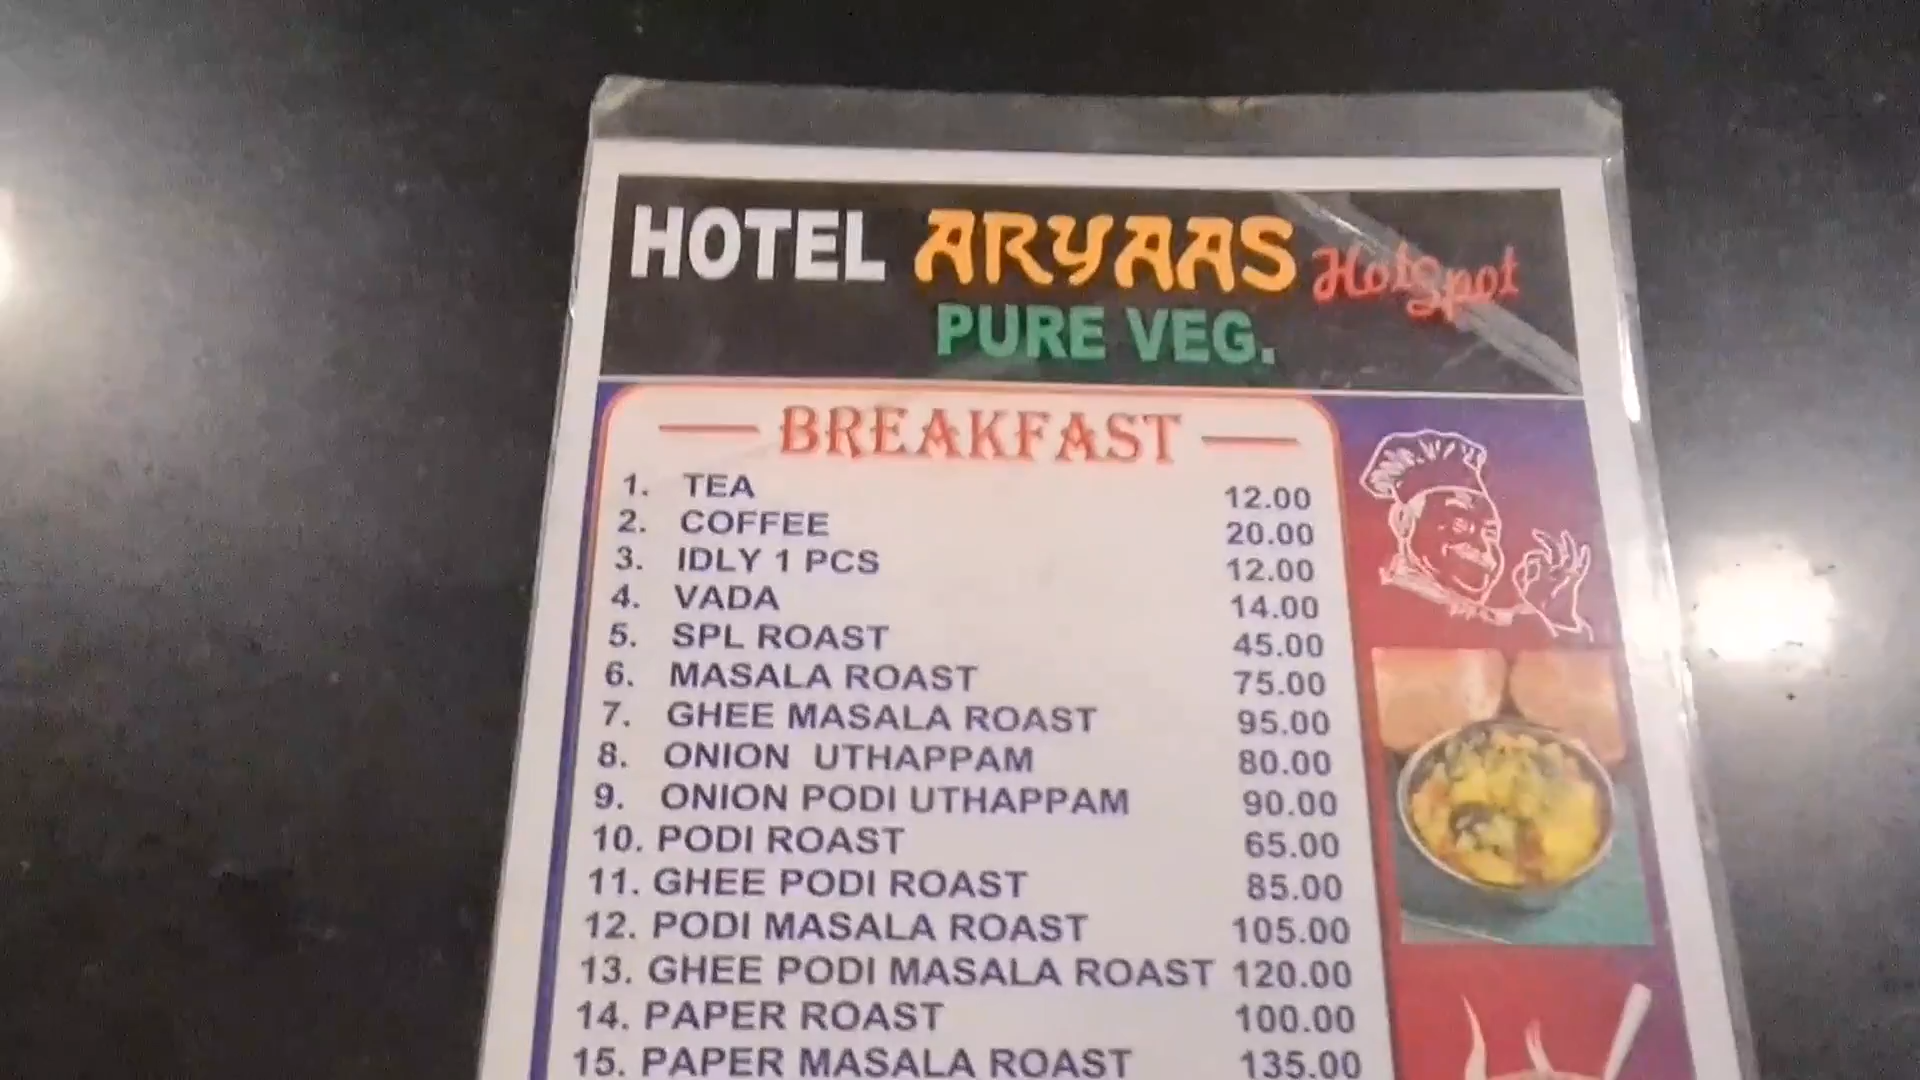 HOTEL ARYAAS HotSpot
PURE VEG.
BREAKFAST
1. TEA 12.00
2. COFFEE 20.00
3. IDLY 1 PCS 12.00
4. VADA 14.00
5. SPL ROAST 45.00
6. MASALA ROAST 75.00
7. GHEE MASALA ROAST 95.00
8. ONION UTHAPPAM 80.00
9. ONION PODI UTHAPPAM 90.00
10. PODI ROAST 65.00
11. GHEE PODI ROAST 85.00
12. PODI MASALA ROAST 105.00
13. GHEE PODI MASALA ROAST 120.00
14. PAPER ROAST 100.00
15. PAPER MASALA ROAST 135.00